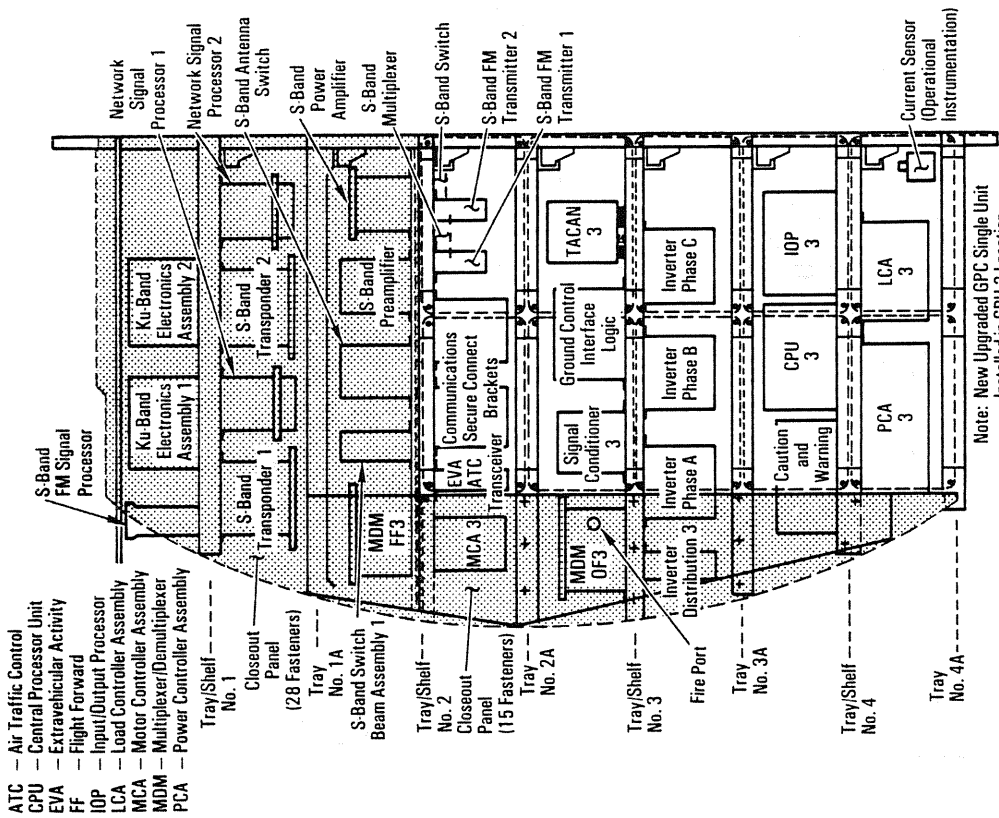 ATC — Air Traffic Control
CPU — Central Processor Unit
EVA — Extravehicular Activity
FF — Flight Forward
IOP — Input/Output Processor
LCA — Load Controller Assembly
MCA — Motor Controller Assembly
MDM — Multiplexer/Demultiplexer
PCA — Power Controller Assembly
S-Band
FM Signal
Processor
Network
Signal
Processor 1
Network Signal
Processor 2
S-Band Antenna
Switch
S-Band
Power
Amplifier
S-Band
Multiplexer
S-Band Switch
S-Band FM
Transmitter 2
S-Band FM
Transmitter 1
Current Sensor
(Operational
Instrumentation)
Ku-Band
Electronics
Assembly 1
Ku-Band
Electronics
Assembly 2
Tray/Shelf
No. 1
S-Band
Transponder 1
S-Band
Transponder 2
Closeout
Panel
(28 Fasteners)
Tray
No. 1A
S-Band Switch
Beam Assembly 1
MDM
FF3
S-Band
Preamplifier
Tray/Shelf
No. 2
Closeout
Panel
(15 Fasteners)
MCA 3
EVA
ATC
Transceiver
Communications
Secure Connect
Brackets
Tray
No. 2A
MDM
OF3
Signal
Conditioner
3
Ground Control
Interface
Logic
TACAN
3
Tray/Shelf
No. 3
Fire Port
Inverter
Distribution 3
Inverter
Phase A
Inverter
Phase B
Inverter
Phase C
Tray
No. 3A
Caution
and
Warning
CPU
3
IOP
3
Tray/Shelf
No. 4
PCA
3
LCA
3
Tray
No. 4A
Note: New Upgraded GPC Single Unit